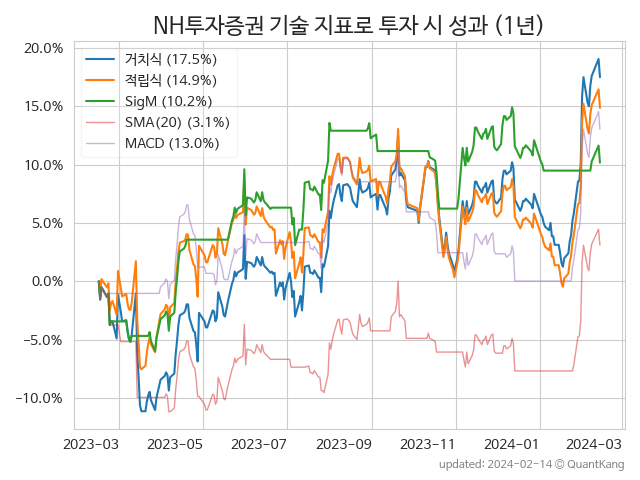 NH투자증권 기술 지표로 투자 시 성과 (1년)
20.0%
15.0%
10.0%
5.0%
0.0%
−5.0%
−10.0%
거치식 (17.5%)
적립식 (14.9%)
SigM (10.2%)
SMA(20) (3.1%)
MACD (13.0%)
2023-03 2023-05 2023-07 2023-09 2023-11 2024-01 2024-03
updated: 2024-02-14 © QuantKang